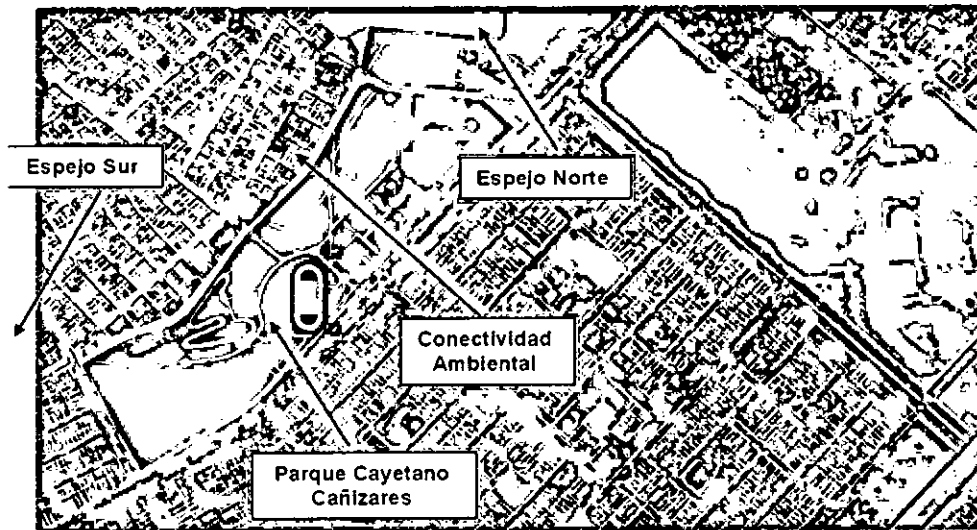 Espejo Sur
Espejo Norte
Conectividad
Ambiental
Parque Cayetano
Cañizares